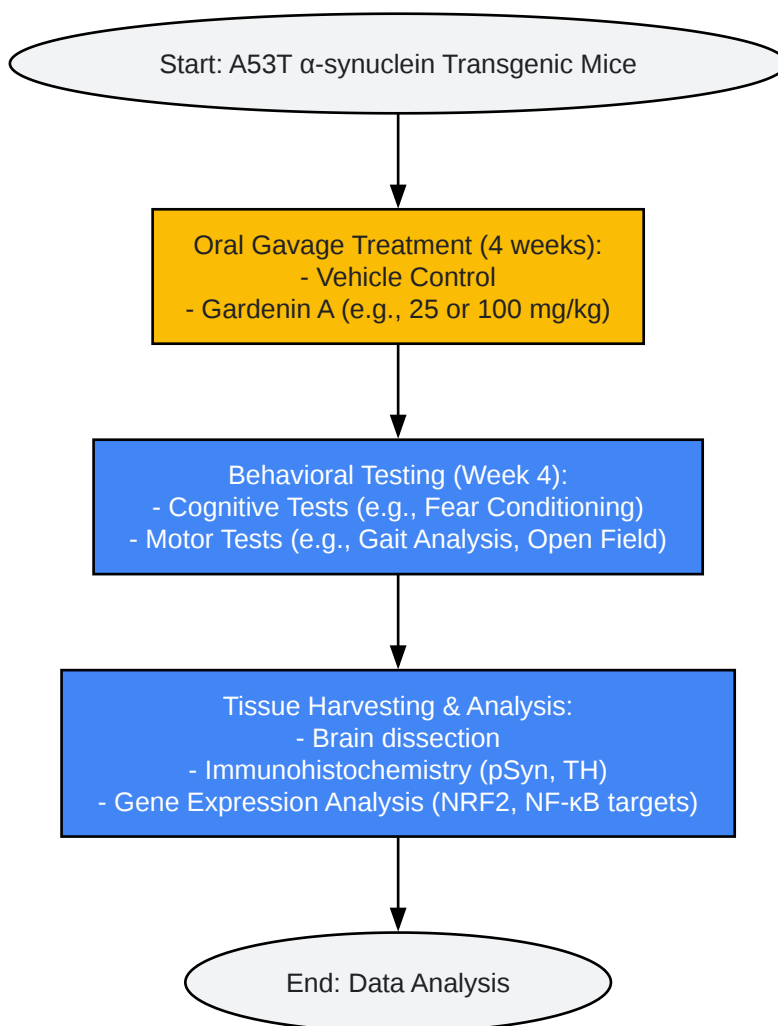 Start: A53T α-synuclein Transgenic Mice
Oral Gavage Treatment (4 weeks):
- Vehicle Control
- Gardenin A (e.g., 25 or 100 mg/kg)
Behavioral Testing (Week 4):
- Cognitive Tests (e.g., Fear Conditioning)
- Motor Tests (e.g., Gait Analysis, Open Field)
Tissue Harvesting & Analysis:
- Brain dissection
- Immunohistochemistry (pSyn, TH)
- Gene Expression Analysis (NRF2, NF-κB targets)
End: Data Analysis